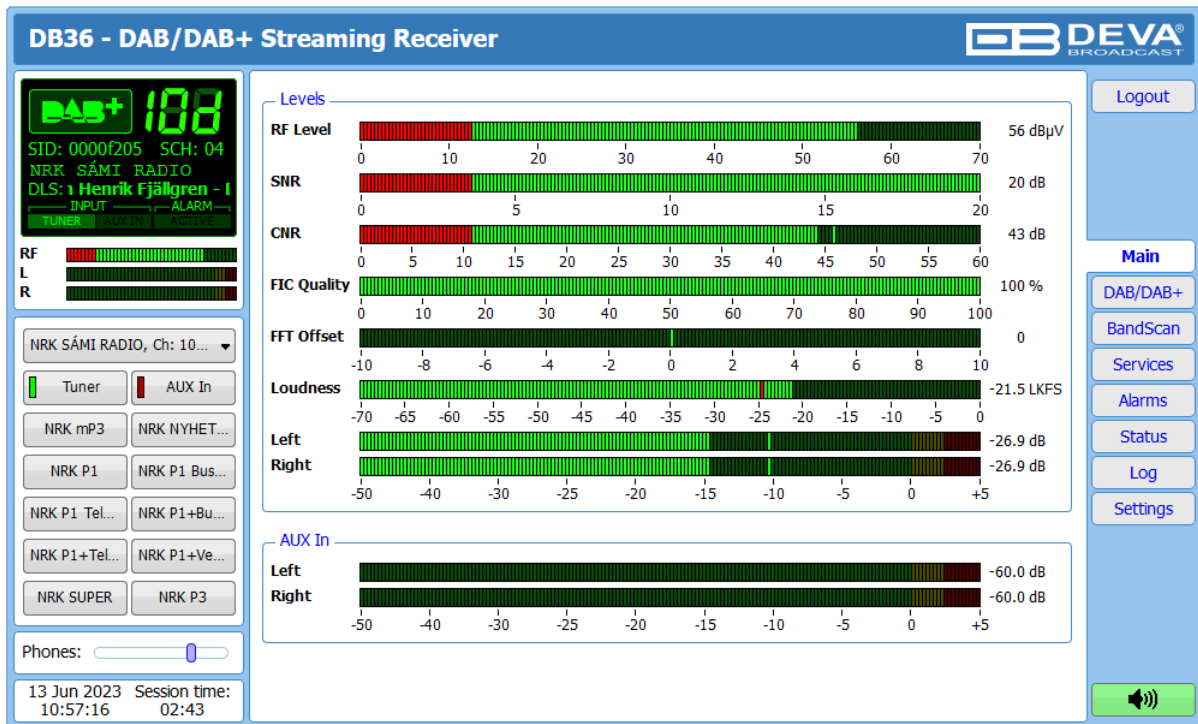 DB36 - DAB/DAB+ Streaming Receiver
DEVA®
BROADCAST
DAB+ 10d
SID: 0000f205 SCH: 04
NRK SÁMI RADIO
DLS: Henrik Fjällgren -
INPUT ALARM
TUNER AUX IN ACTIVE
RF
L
R
NRK SÁMI RADIO, Ch: 10...
Tuner AUX In
NRK mP3 NRK NYHET...
NRK P1 NRK P1 Bus...
NRK P1 Tel... NRK P1+Bu...
NRK P1+Tel... NRK P1+Ve...
NRK SUPER NRK P3
Phones:
13 Jun 2023 Session time:
10:57:16 02:43
Levels
RF Level 56 dBµV
0 10 20 30 40 50 60 70
SNR 20 dB
0 5 10 15 20
CNR 43 dB
0 5 10 15 20 25 30 35 40 45 50 55 60
FIC Quality 100 %
0 10 20 30 40 50 60 70 80 90 100
FFT Offset 0
-10 -8 -6 -4 -2 0 2 4 6 8 10
Loudness -21.5 LKFS
-70 -65 -60 -55 -50 -45 -40 -35 -30 -25 -20 -15 -10 -5 0
Left -26.9 dB
Right -26.9 dB
-50 -40 -30 -25 -20 -15 -10 -5 0 +5
AUX In
Left -60.0 dB
Right -60.0 dB
-50 -40 -30 -25 -20 -15 -10 -5 0 +5
Logout
Main
DAB/DAB+
BandScan
Services
Alarms
Status
Log
Settings